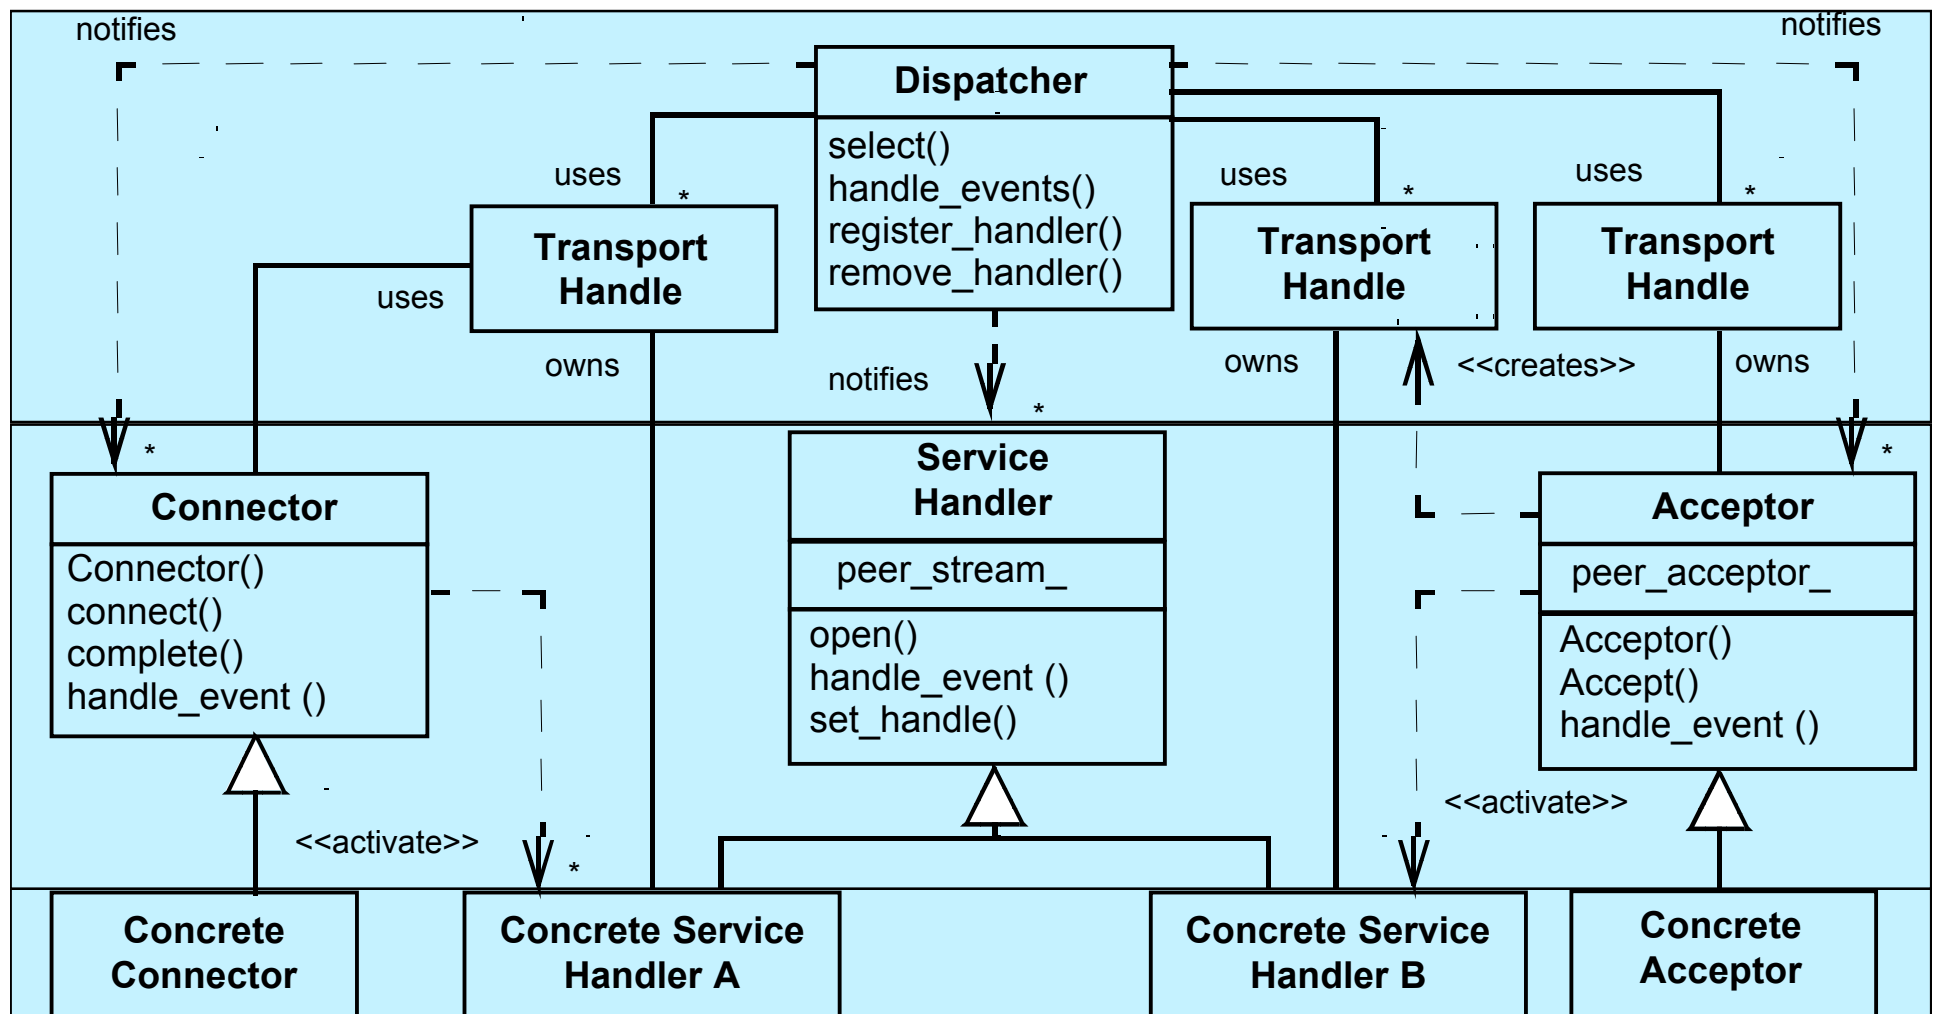 notifies
notifies
Dispatcher
select()
handle_events()
register_handler()
remove_handler()
uses
*
uses
*
uses
*
Transport
Handle
Transport
Handle
Transport
Handle
uses
owns
notifies
*
owns
<<creates>>
owns
*
*
Connector
Connector()
connect()
complete()
handle_event ()
Service
Handler
peer_stream_
open()
handle_event ()
set_handle()
Acceptor
peer_acceptor_
Acceptor()
Accept()
handle_event ()
<<activate>>
*
<<activate>>
Concrete
Connector
Concrete Service
Handler A
Concrete Service
Handler B
Concrete
Acceptor